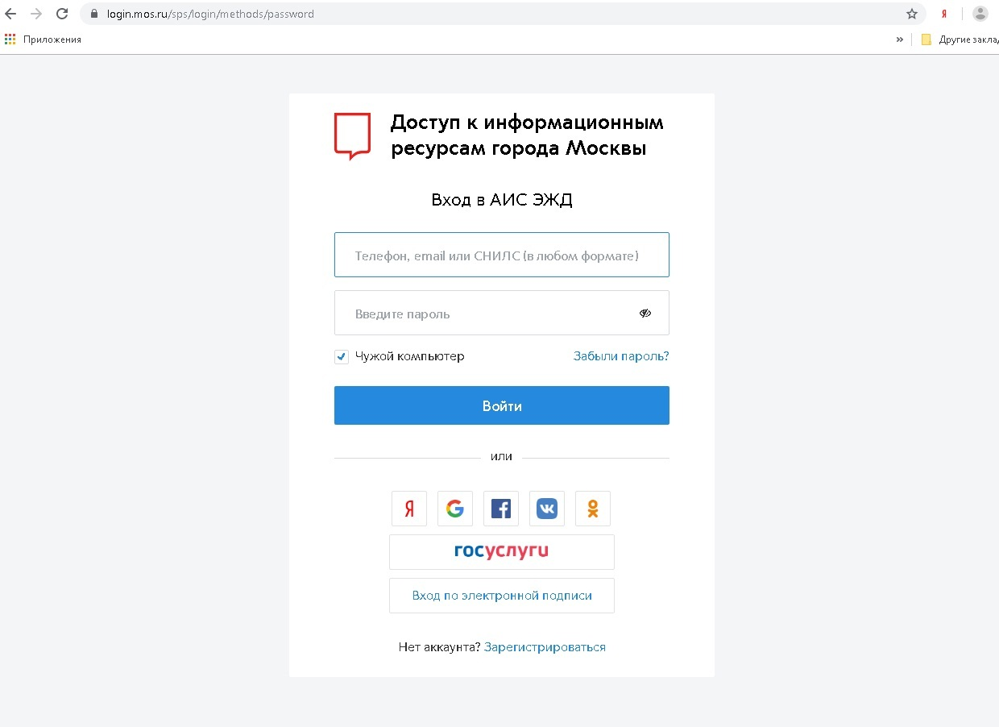 login.mos.ru/sps/login/methods/password
Я
Приложения
»
Другие заклад
Доступ к информационным
ресурсам города Москвы
Вход в АИС ЭЖД
Телефон, email или СНИЛС (в любом формате)
Введите пароль
Чужой компьютер
Забыли пароль?
Войти
или
Я G f VK
госуслуги
Вход по электронной подписи
Нет аккаунта? Зарегистрироваться